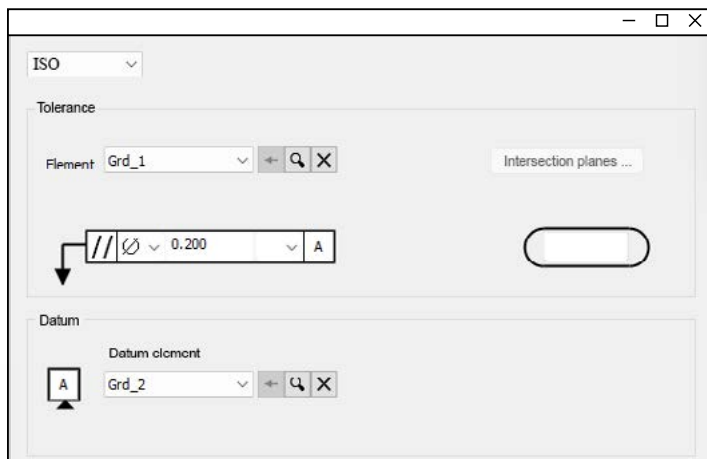 ISO
Tolerance
Element Grd_1 Intersection planes ...
// Ø 0.200 A
Datum
Datum element
A Grd_2